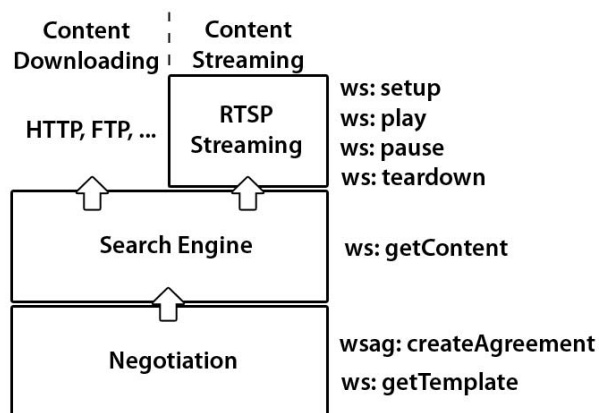 Content
Downloading
Content
Streaming
HTTP, FTP, ...
RTSP
Streaming
ws: setup
ws: play
ws: pause
ws: teardown
Search Engine
ws: getContent
Negotiation
wsag: createAgreement
ws: getTemplate